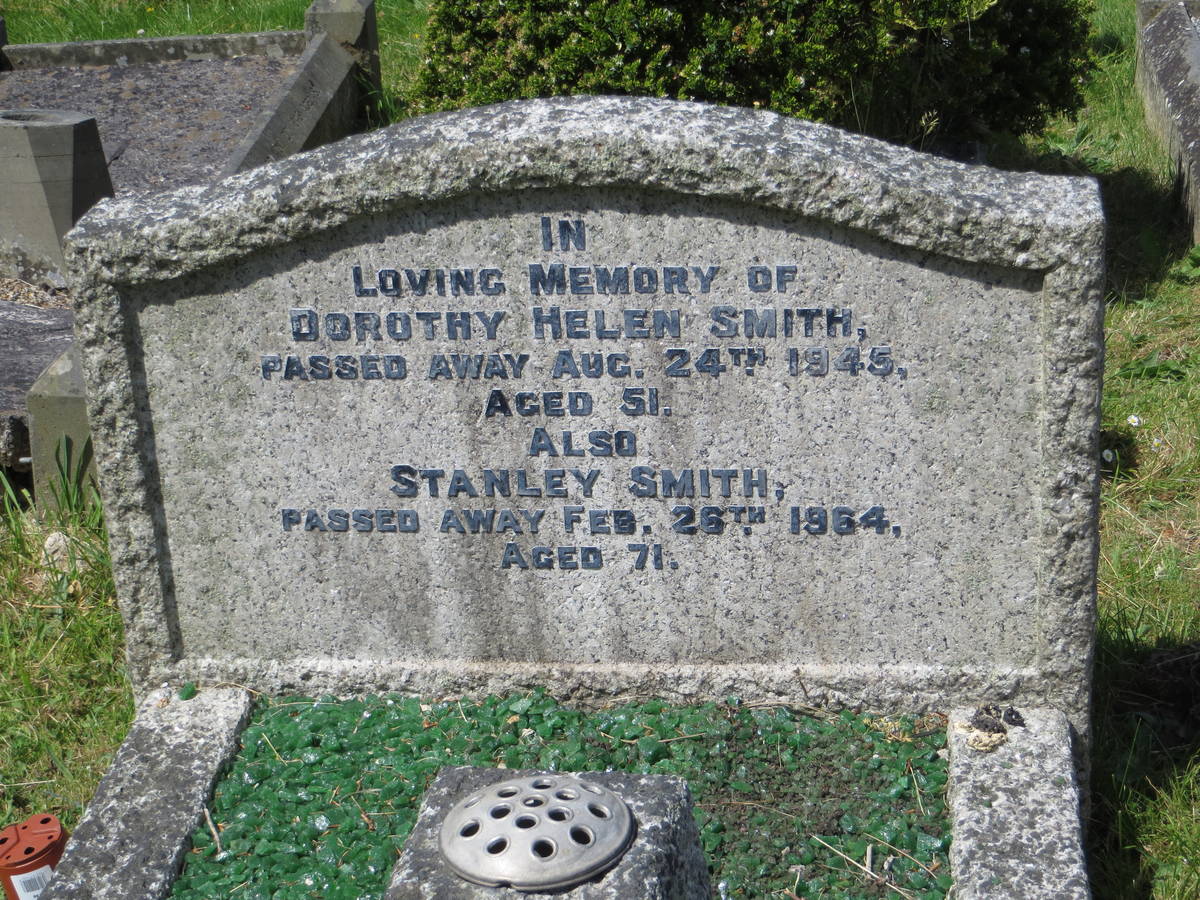 IN
LOVING MEMORY OF
DOROTHY HELEN SMITH,
PASSED AWAY AUG. 24TH 1945,
AGED 51.
ALSO
STANLEY SMITH,
PASSED AWAY FEB. 26TH 1964,
AGED 71.